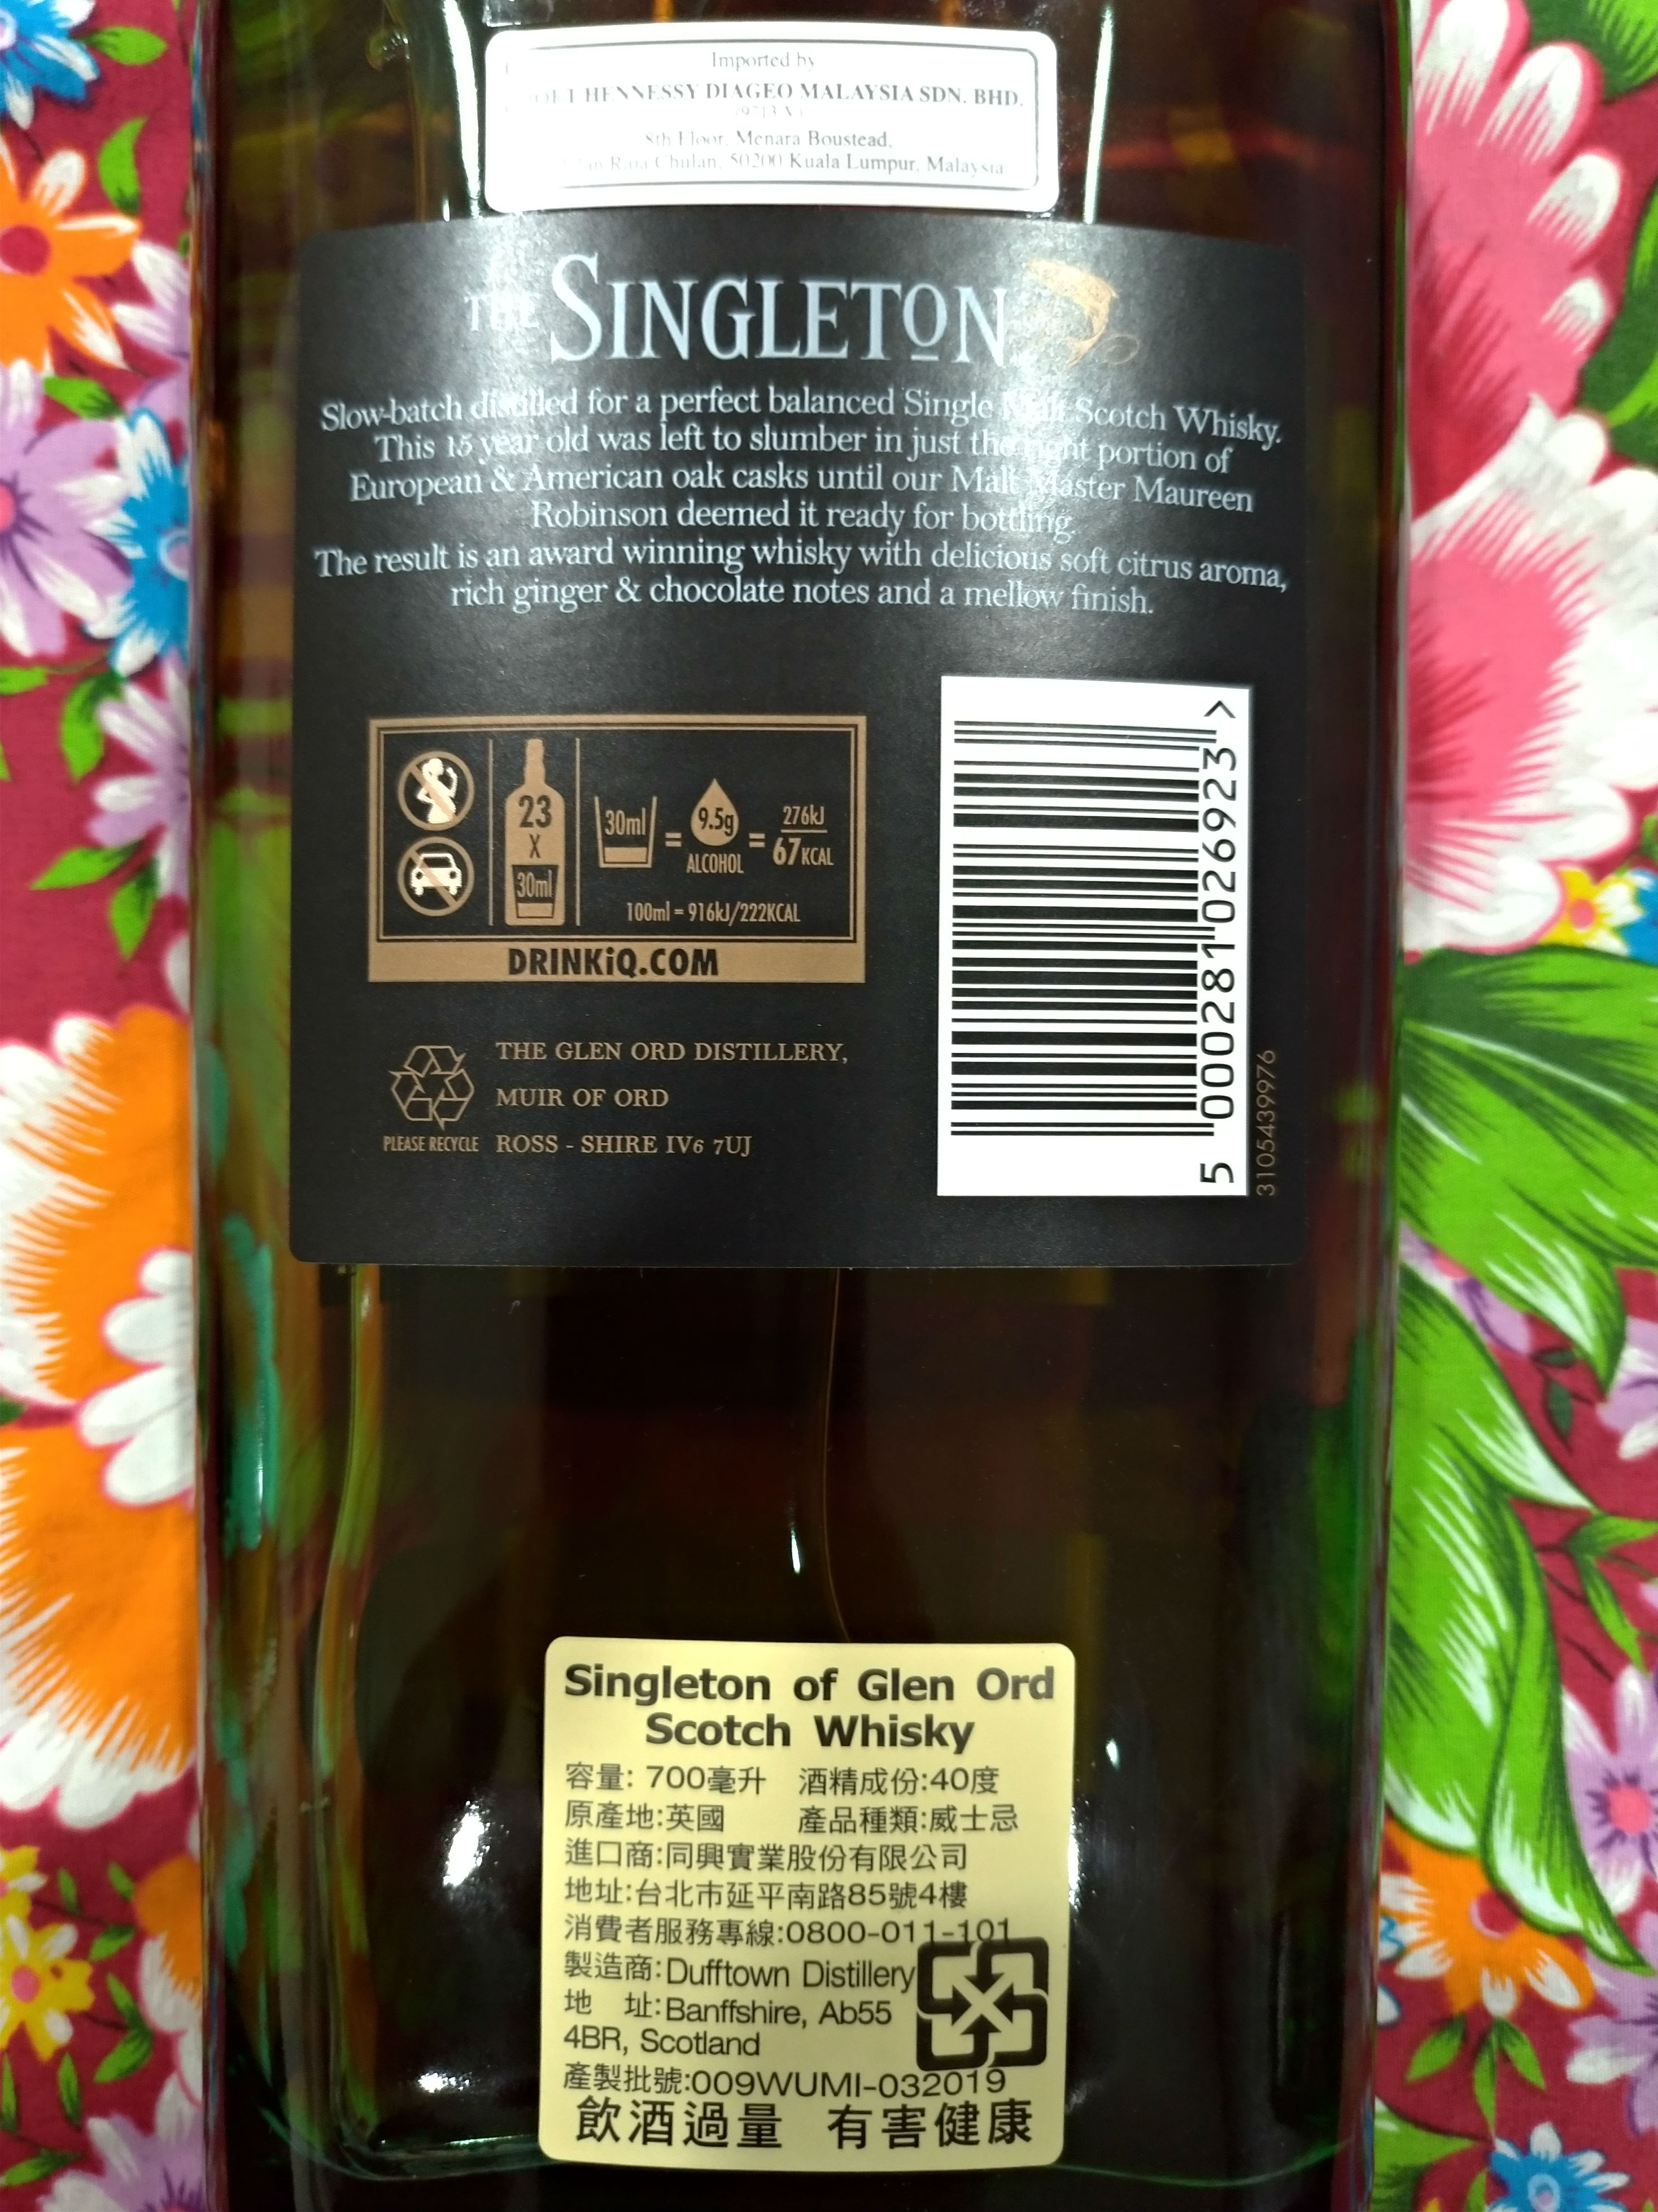 Imported by
HENNESSY DIAGEO MALAYSIA SDN. BHD.
8th Floor, Menara Boustead,
Raja Chulan, 50200 Kuala Lumpur, Malaysia
THE SINGLETON
Slow-batch distilled for a perfect balanced Single Malt Scotch Whisky.
This 15 year old was left to slumber in just the right portion of
European & American oak casks until our Malt Master Maureen
Robinson deemed it ready for bottling.
The result is an award winning whisky with delicious soft citrus aroma,
rich ginger & chocolate notes and a mellow finish.
23
X
30ml
30ml = 9.5g ALCOHOL = 276kJ 67KCAL
100ml = 916kJ/222KCAL
DRINKiQ.COM
PLEASE RECYCLE
THE GLEN ORD DISTILLERY,
MUIR OF ORD
ROSS - SHIRE IV6 7UJ
5 000281 026923 >
3105439976
Singleton of Glen Ord
Scotch Whisky
容量: 700毫升 酒精成份:40度
原產地:英國 產品種類:威士忌
進口商:同興實業股份有限公司
地址:台北市延平南路85號4樓
消費者服務專線:0800-011-101
製造商:Dufftown Distillery
地 址:Banffshire, Ab55
4BR, Scotland
產製批號:009WUMI-032019
飲酒過量 有害健康